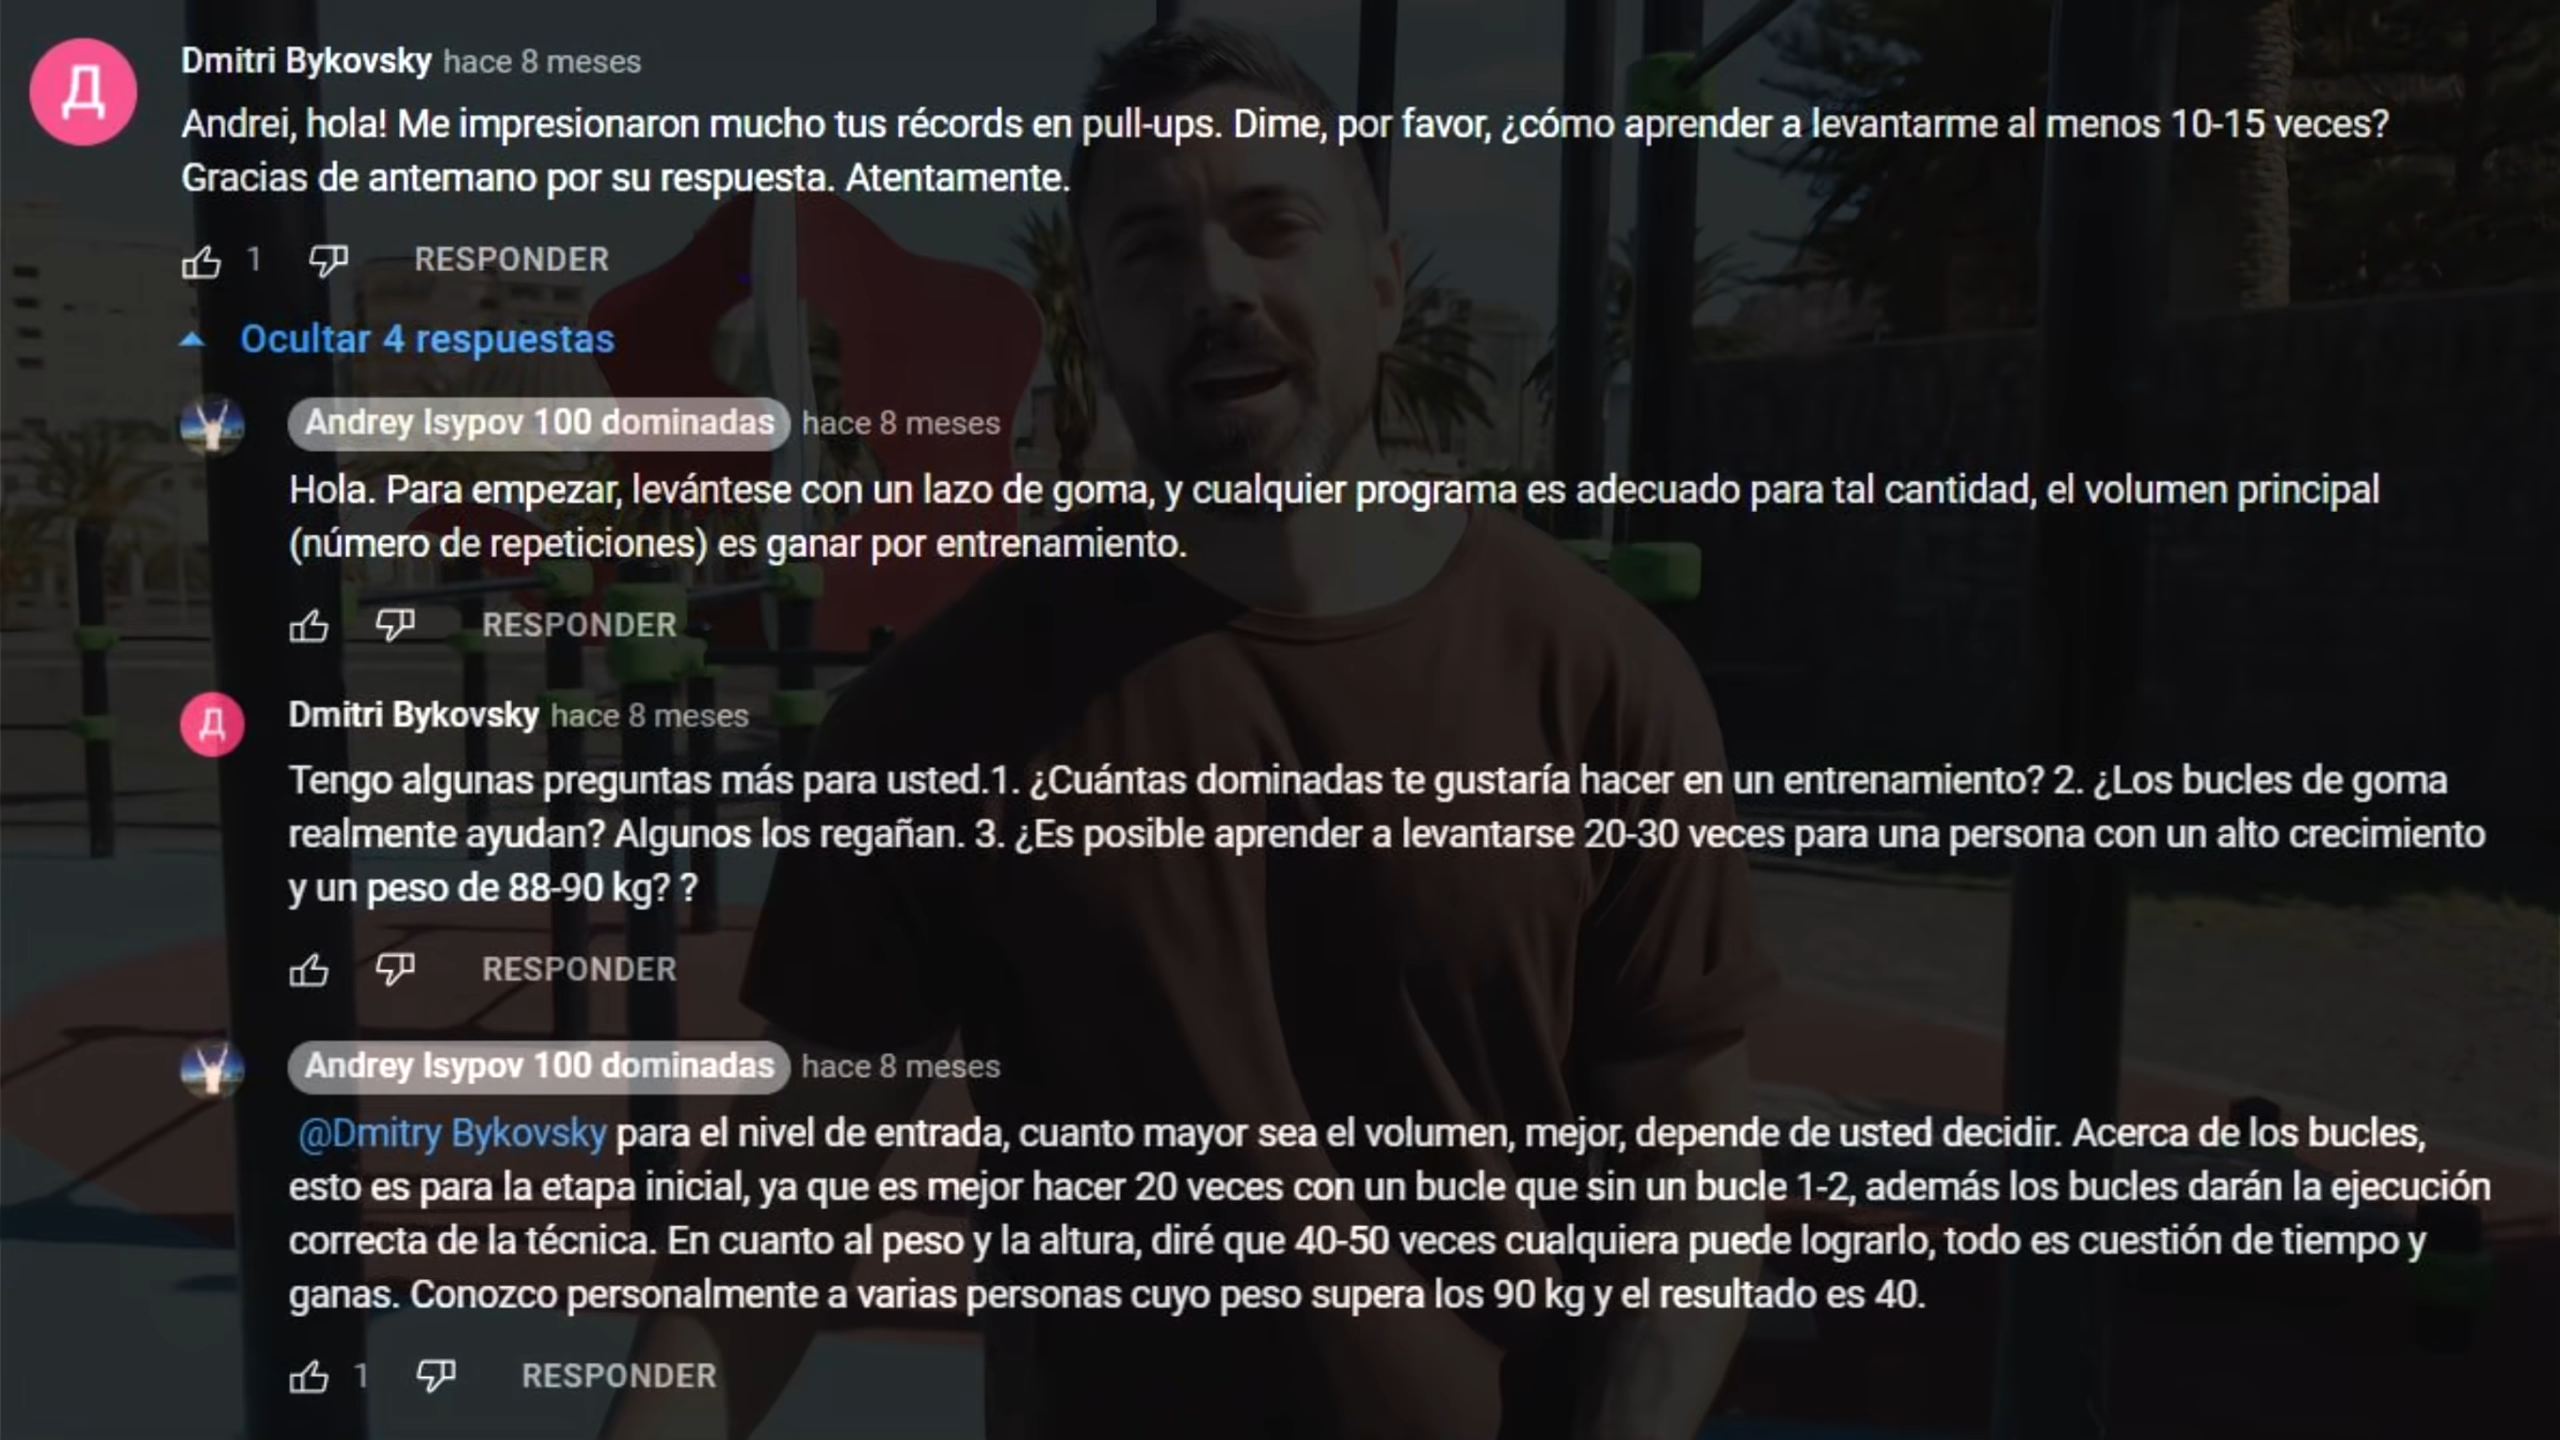 Д
Dmitri Bykovsky hace 8 meses
Andrei, hola! Me impresionaron mucho tus récords en pull-ups. Dime, por favor, ¿cómo aprender a levantarme al menos 10-15 veces?
Gracias de antemano por su respuesta. Atentamente.
1 RESPONDER
Ocultar 4 respuestas
Andrey Isypov 100 dominadas hace 8 meses
Hola. Para empezar, levántese con un lazo de goma, y cualquier programa es adecuado para tal cantidad, el volumen principal
(número de repeticiones) es ganar por entrenamiento.
RESPONDER
Д
Dmitri Bykovsky hace 8 meses
Tengo algunas preguntas más para usted.1. ¿Cuántas dominadas te gustaría hacer en un entrenamiento? 2. ¿Los bucles de goma
realmente ayudan? Algunos los regañan. 3. ¿Es posible aprender a levantarse 20-30 veces para una persona con un alto crecimiento
y un peso de 88-90 kg? ?
RESPONDER
Andrey Isypov 100 dominadas hace 8 meses
@Dmitry Bykovsky para el nivel de entrada, cuanto mayor sea el volumen, mejor, depende de usted decidir. Acerca de los bucles,
esto es para la etapa inicial, ya que es mejor hacer 20 veces con un bucle que sin un bucle 1-2, además los bucles darán la ejecución
correcta de la técnica. En cuanto al peso y la altura, diré que 40-50 veces cualquiera puede lograrlo, todo es cuestión de tiempo y
ganas. Conozco personalmente a varias personas cuyo peso supera los 90 kg y el resultado es 40.
1 RESPONDER